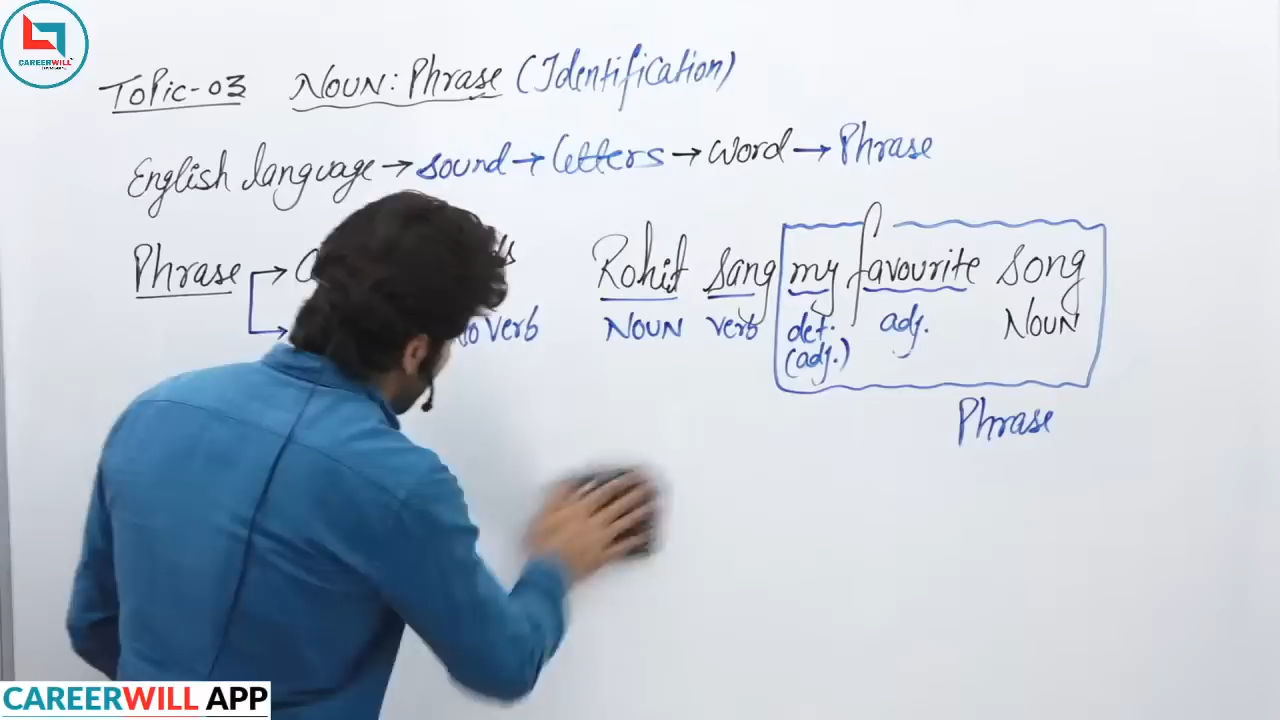 CAREERWILL
Topic-03 Noun: Phrase (Identification)
English language → sound → letters → word → Phrase
Phrase → Rohit Sang my favourite song
→ verb NOUN verb det. adj. NOUN
(adj.)
Phrase
CAREERWILL APP